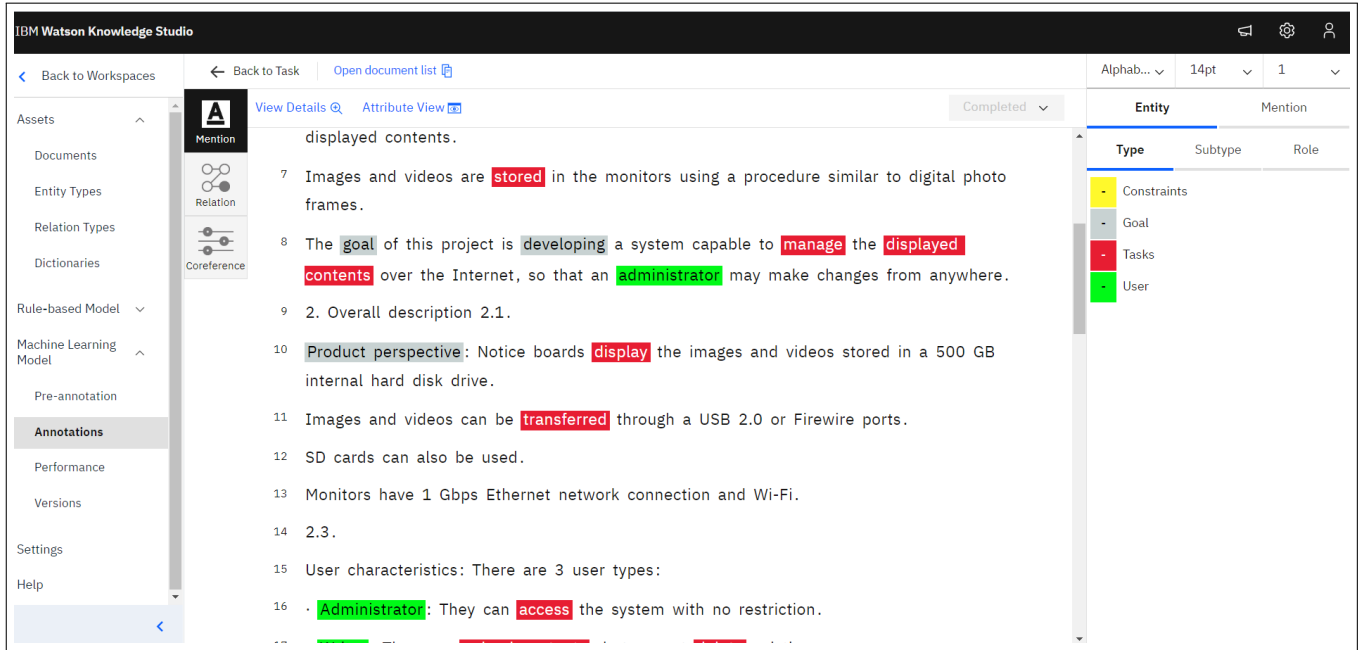 IBM Watson Knowledge Studio
Back to Workspaces
Back to Task
Open document list
Alphab...
14pt
1
Assets
Documents
Entity Types
Relation Types
Dictionaries
Rule-based Model
Machine Learning
Model
Pre-annotation
Annotations
Performance
Versions
Settings
Help
A
Mention
Relation
Coreference
View Details
Attribute View
Completed
displayed contents.
7 Images and videos are stored in the monitors using a procedure similar to digital photo
frames.
8 The goal of this project is developing a system capable to manage the displayed
contents over the Internet, so that an administrator may make changes from anywhere.
9 2. Overall description 2.1.
10 Product perspective: Notice boards display the images and videos stored in a 500 GB
internal hard disk drive.
11 Images and videos can be transferred through a USB 2.0 or Firewire ports.
12 SD cards can also be used.
13 Monitors have 1 Gbps Ethernet network connection and Wi-Fi.
14 2.3.
15 User characteristics: There are 3 user types:
16 · Administrator: They can access the system with no restriction.
Entity
Mention
Type
Subtype
Role
- Constraints
- Goal
- Tasks
- User